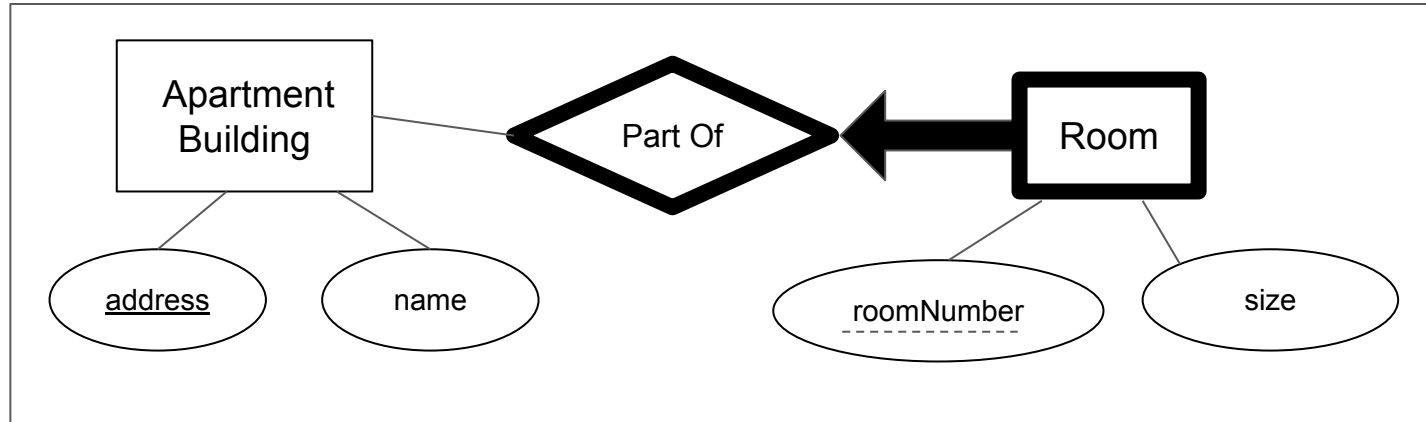 Apartment
Building
Part Of
Room
address
name
roomNumber
size